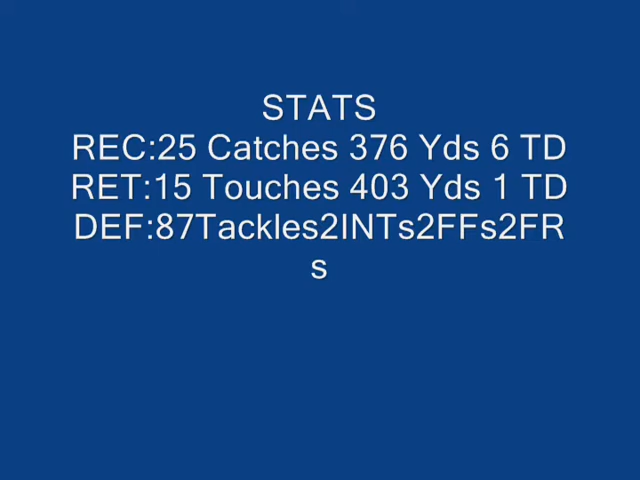 STATS
REC:25 Catches 376 Yds 6 TD
RET:15 Touches 403 Yds 1 TD
DEF:87Tackles2INTs2FFs2FR
s